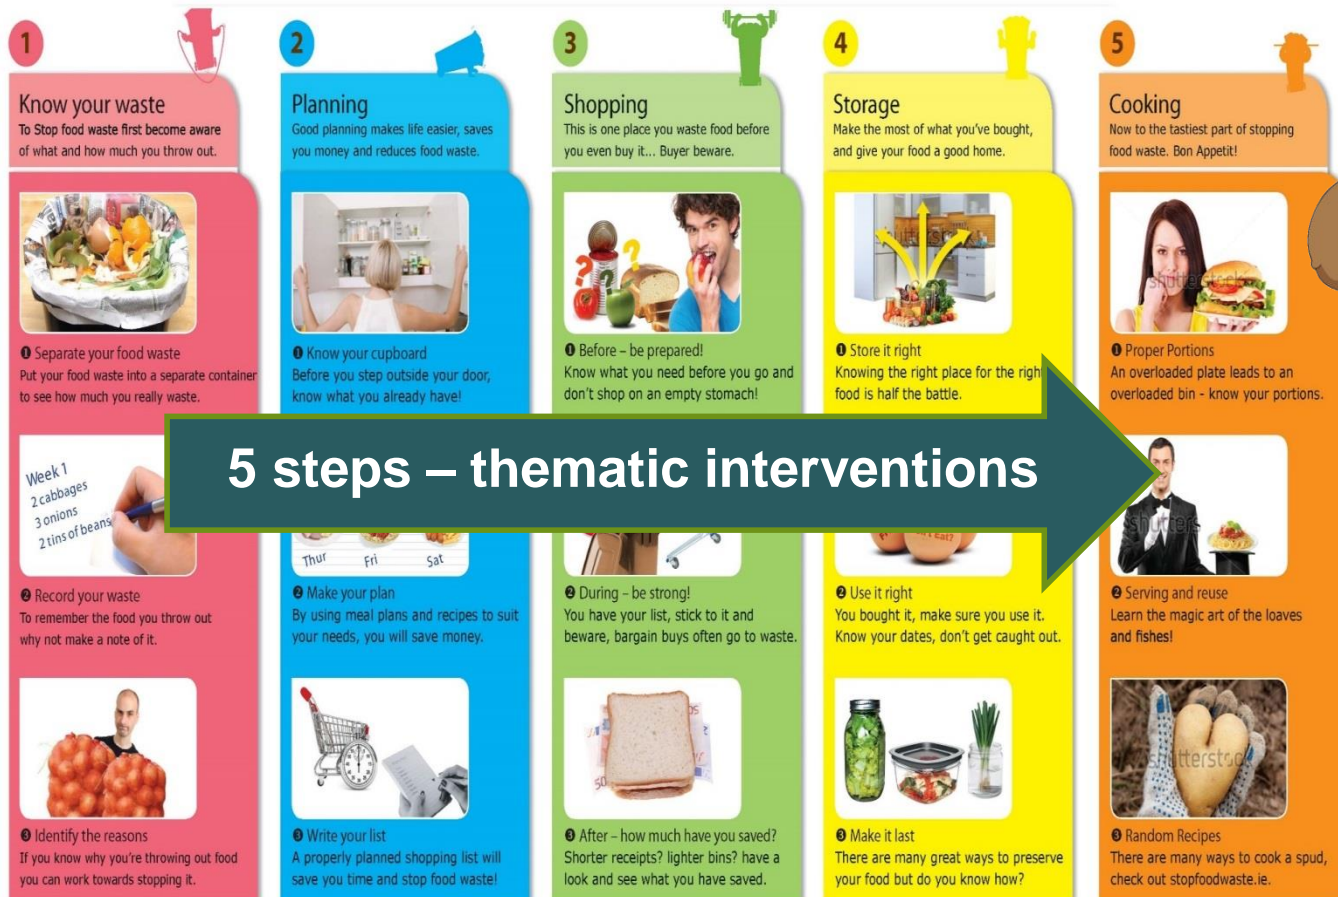 1
Know your waste
To Stop food waste first become aware
of what and how much you throw out.
❶ Separate your food waste
Put your food waste into a separate container
to see how much you really waste.
Week 1
2 cabbages
3 onions
2 tins of beans
❷ Record your waste
To remember the food you throw out
why not make a note of it.
❸ Identify the reasons
If you know why you're throwing out food
you can work towards stopping it.
2
Planning
Good planning makes life easier, saves
you money and reduces food waste.
❶ Know your cupboard
Before you step outside your door,
know what you already have!
5 steps – thematic interventions
Thur Fri Sat
❷ Make your plan
By using meal plans and recipes to suit
your needs, you will save money.
❸ Write your list
A properly planned shopping list will
save you time and stop food waste!
3
Shopping
This is one place you waste food before
you even buy it... Buyer beware.
? ? ?
❶ Before – be prepared!
Know what you need before you go and
don't shop on an empty stomach!
❷ During – be strong!
You have your list, stick to it and
beware, bargain buys often go to waste.
❸ After – how much have you saved?
Shorter receipts? lighter bins? have a
look and see what you have saved.
4
Storage
Make the most of what you've bought,
and give your food a good home.
❶ Store it right
Knowing the right place for the right
food is half the battle.
Eat?
❷ Use it right
You bought it, make sure you use it.
Know your dates, don't get caught out.
❸ Make it last
There are many great ways to preserve
your food but do you know how?
5
Cooking
Now to the tastiest part of stopping
food waste. Bon Appetit!
shutterstock
❶ Proper Portions
An overloaded plate leads to an
overloaded bin - know your portions.
shutters
❷ Serving and reuse
Learn the magic art of the loaves
and fishes!
shutterstock
❸ Random Recipes
There are many ways to cook a spud,
check out stopfoodwaste.ie.